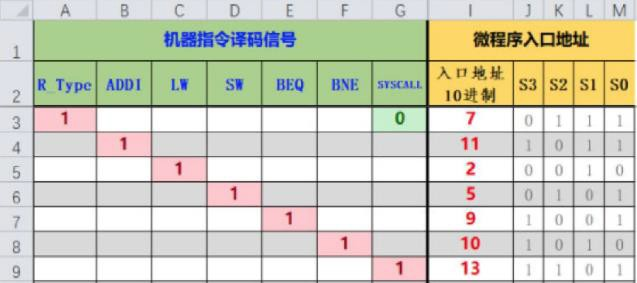 A B C D E F G I J K L M
1 机器指令译码信号 微程序入口地址
2 R_Type ADDI LW SW BEQ BNE SYSCALL 入口地址 10进制 S3 S2 S1 S0
3 1 0 7 0 1 1 1
4 1 11 1 0 1 1
5 1 2 0 0 1 0
6 1 5 0 1 0 1
7 1 9 1 0 0 1
8 1 10 1 0 1 0
9 1 13 1 1 0 1